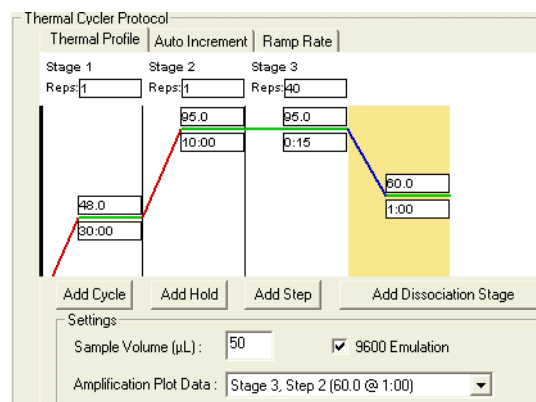 Thermal Cycler Protocol
Thermal Profile Auto Increment Ramp Rate
Stage 1 Stage 2 Stage 3
Reps: 1 Reps: 1 Reps: 40
95.0 95.0
10:00 0:15
60.0
1:00
48.0
30:00
Add Cycle Add Hold Add Step Add Dissociation Stage
Settings
Sample Volume (µL) : 50 9600 Emulation
Amplification Plot Data : Stage 3, Step 2 (60.0 @ 1:00)